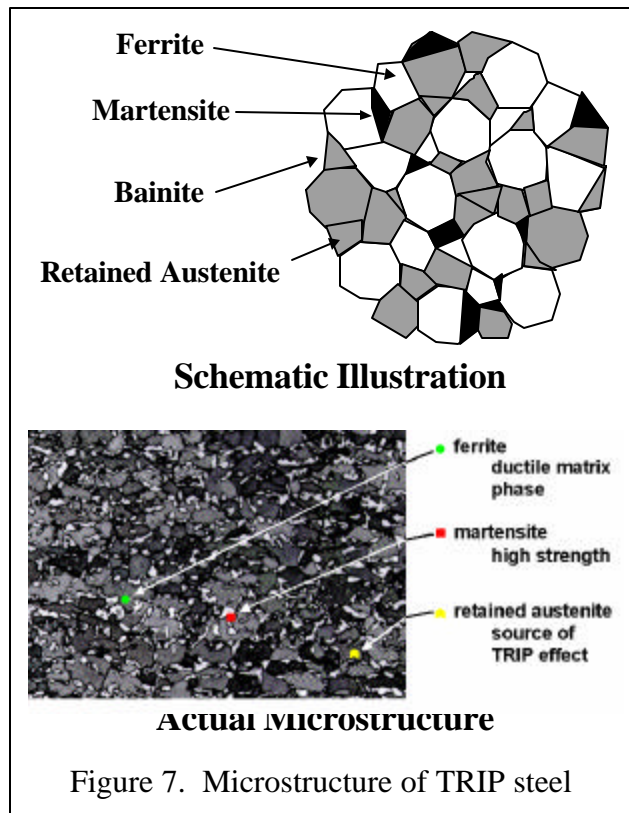 Ferrite
Martensite
Bainite
Retained Austenite
Schematic Illustration
ferrite
ductile matrix
phase
martensite
high strength
retained austenite
source of
TRIP effect
Actual Microstructure
Figure 7. Microstructure of TRIP steel